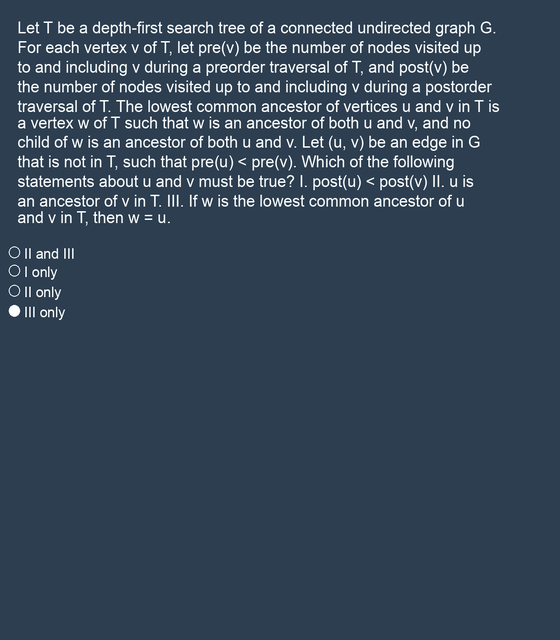 Let T be a depth-first search tree of a connected undirected graph G.
For each vertex v of T, let pre(v) be the number of nodes visited up
to and including v during a preorder traversal of T, and post(v) be
the number of nodes visited up to and including v during a postorder
traversal of T. The lowest common ancestor of vertices u and v in T is
a vertex w of T such that w is an ancestor of both u and v, and no
child of w is an ancestor of both u and v. Let (u, v) be an edge in G
that is not in T, such that pre(u) < pre(v). Which of the following
statements about u and v must be true? I. post(u) < post(v) II. u is
an ancestor of v in T. III. If w is the lowest common ancestor of u
and v in T, then w = u.
II and III
I only
II only
III only